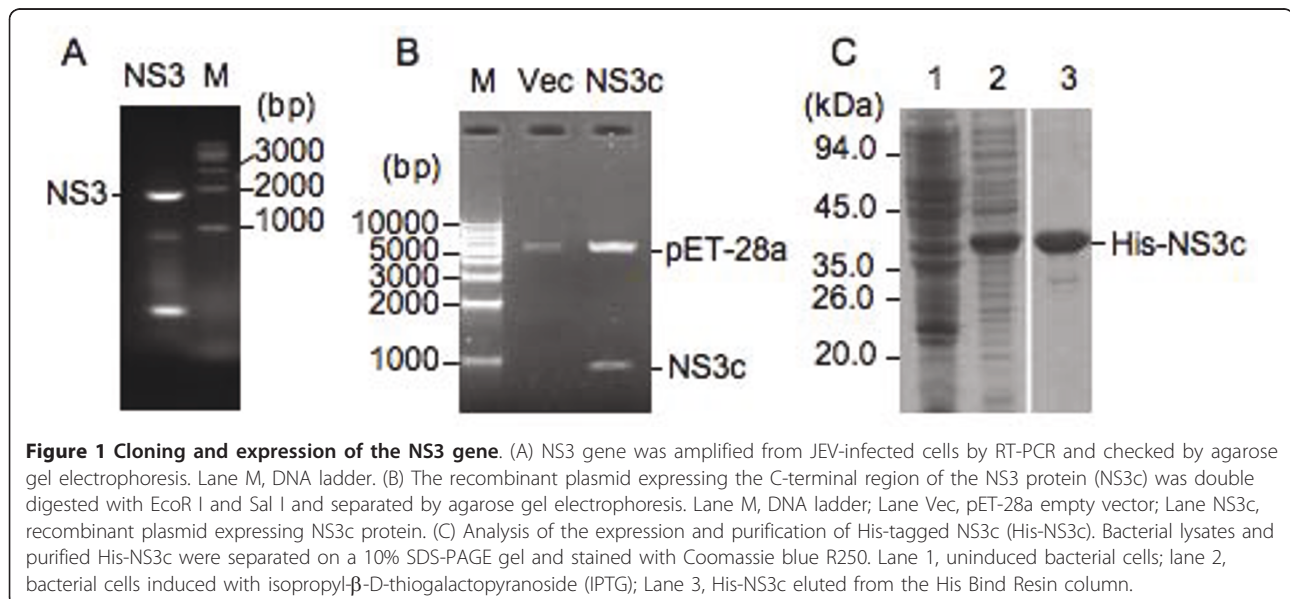 A
NS3 M
(bp)
3000
2000
1000
NS3
B
M Vec NS3c
(bp)
10000
5000
3000
2000
1000
pET-28a
NS3c
C
1 2 3
(kDa)
94.0
45.0
35.0
26.0
20.0
His-NS3c
Figure 1 Cloning and expression of the NS3 gene. (A) NS3 gene was amplified from JEV-infected cells by RT-PCR and checked by agarose
gel electrophoresis. Lane M, DNA ladder. (B) The recombinant plasmid expressing the C-terminal region of the NS3 protein (NS3c) was double
digested with EcoR I and Sal I and separated by agarose gel electrophoresis. Lane M, DNA ladder; Lane Vec, pET-28a empty vector; Lane NS3c,
recombinant plasmid expressing NS3c protein. (C) Analysis of the expression and purification of His-tagged NS3c (His-NS3c). Bacterial lysates and
purified His-NS3c were separated on a 10% SDS-PAGE gel and stained with Coomassie blue R250. Lane 1, uninduced bacterial cells; lane 2,
bacterial cells induced with isopropyl-β-D-thiogalactopyranoside (IPTG); Lane 3, His-NS3c eluted from the His Bind Resin column.